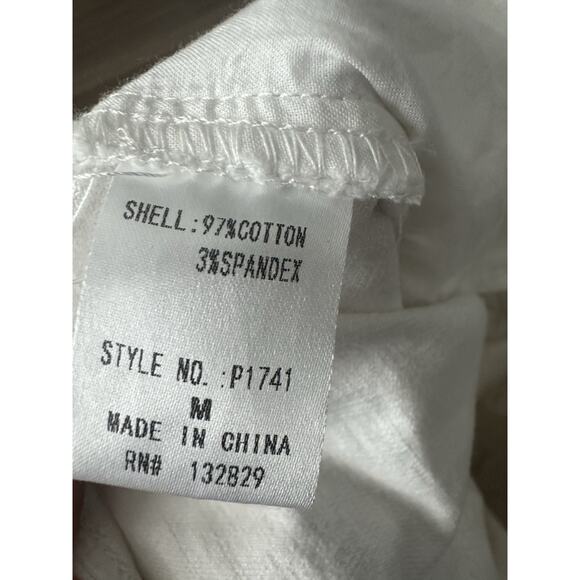 SHELL:97%COTTON
3%SPANDEX
STYLE NO. :P1741
M
MADE IN CHINA
RN# 132829